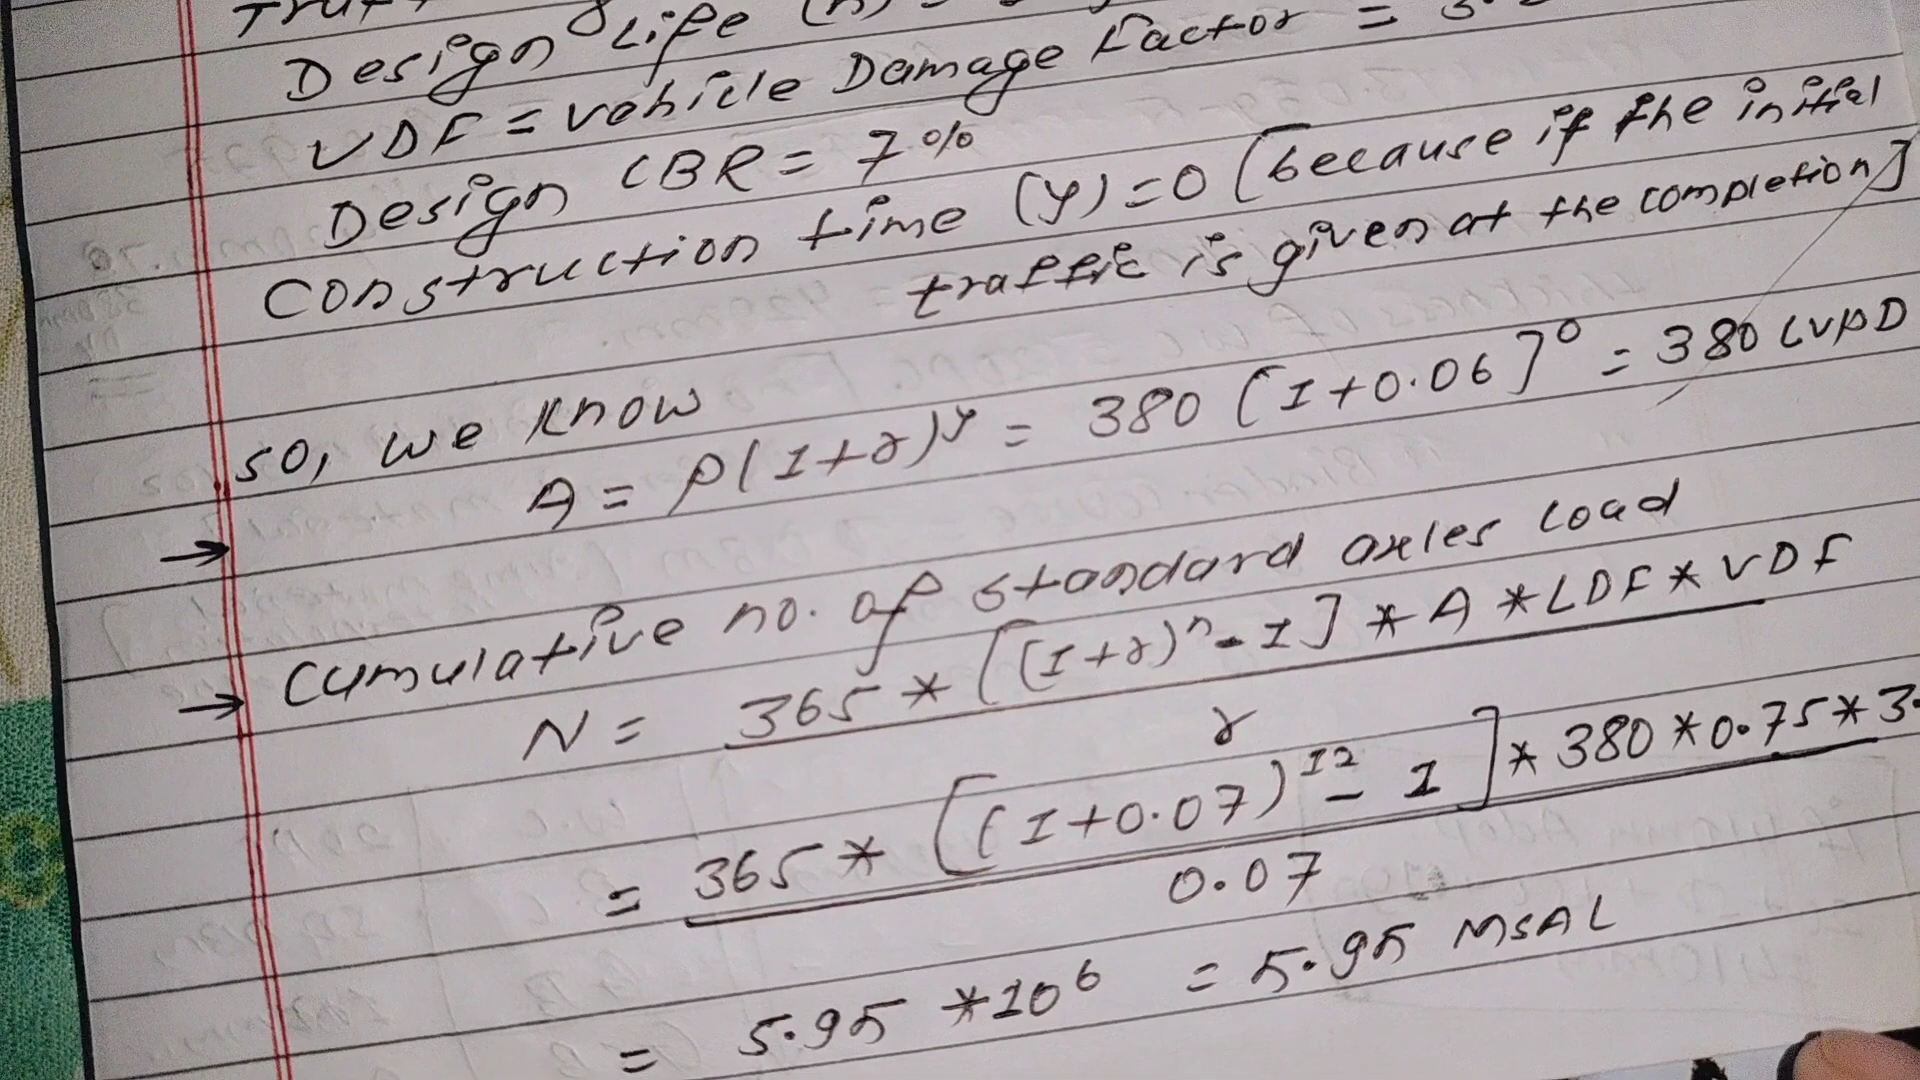 Design Life (n) =
VDF = vehicle Damage Factor = 3.
Design CBR = 7%
Construction time (y) = 0 [because if the initial
traffic is given at the completion]
so, we know
A = P(1+r)^y = 380 (1+0.06]^0 = 380 CVPD
→
→ Cumulative no. of standard axles load
N = 365 * [(1+r)^n - 1] * A * LDF * VDF
r
= 365 * [(1+0.07)^12 - 1] * 380 * 0.75 * 3.
0.07
= 5.95 * 10^6 = 5.95 MSAL